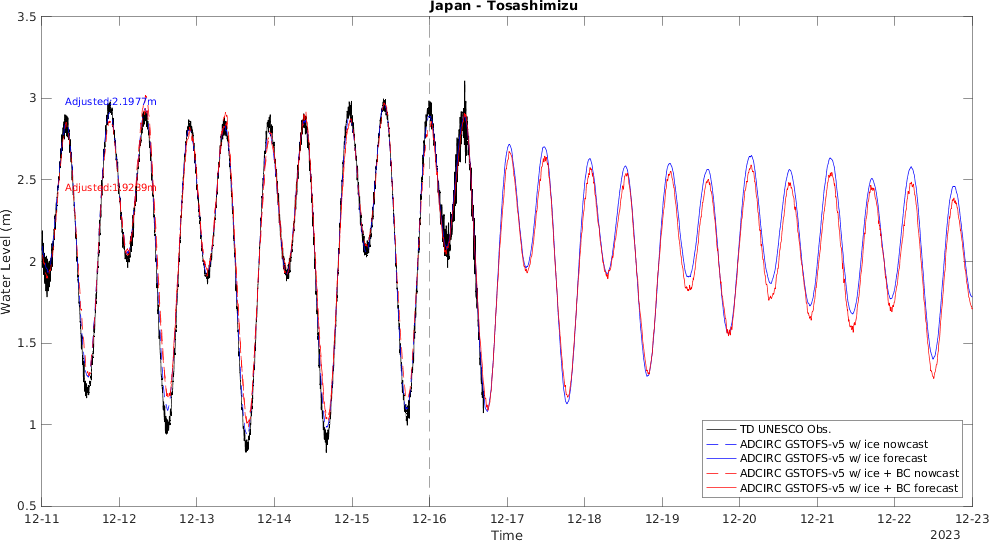 Japan - Tosashimizu
3.5
3
2.5
2
1.5
1
0.5
Water Level (m)
Adjusted:2.1977m
Adjusted:1.9289m
TD UNESCO Obs.
ADCIRC GSTOFS-v5 w/ ice nowcast
ADCIRC GSTOFS-v5 w/ ice forecast
ADCIRC GSTOFS-v5 w/ ice + BC nowcast
ADCIRC GSTOFS-v5 w/ ice + BC forecast
12-11 12-12 12-13 12-14 12-15 12-16 12-17 12-18 12-19 12-20 12-21 12-22 12-23
Time
2023